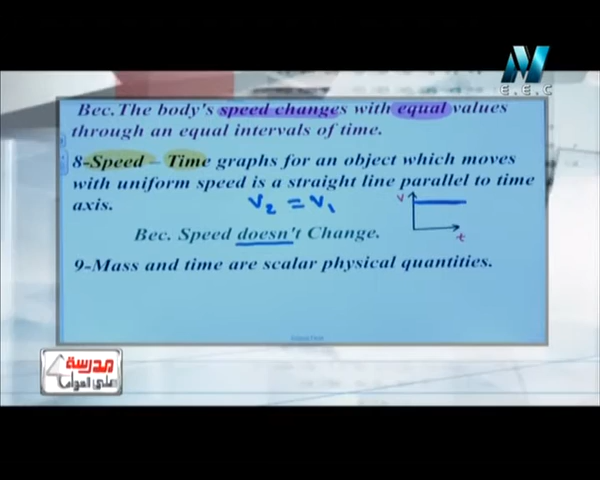 E.E.C
Bec. The body's speed changes with equal values
through an equal intervals of time.
8-Speed – Time graphs for an object which moves
with uniform speed is a straight line parallel to time
axis.
V₂ = V₁
V
t
Bec. Speed doesn't Change.
9-Mass and time are scalar physical quantities.
مدرسة
على الهواء